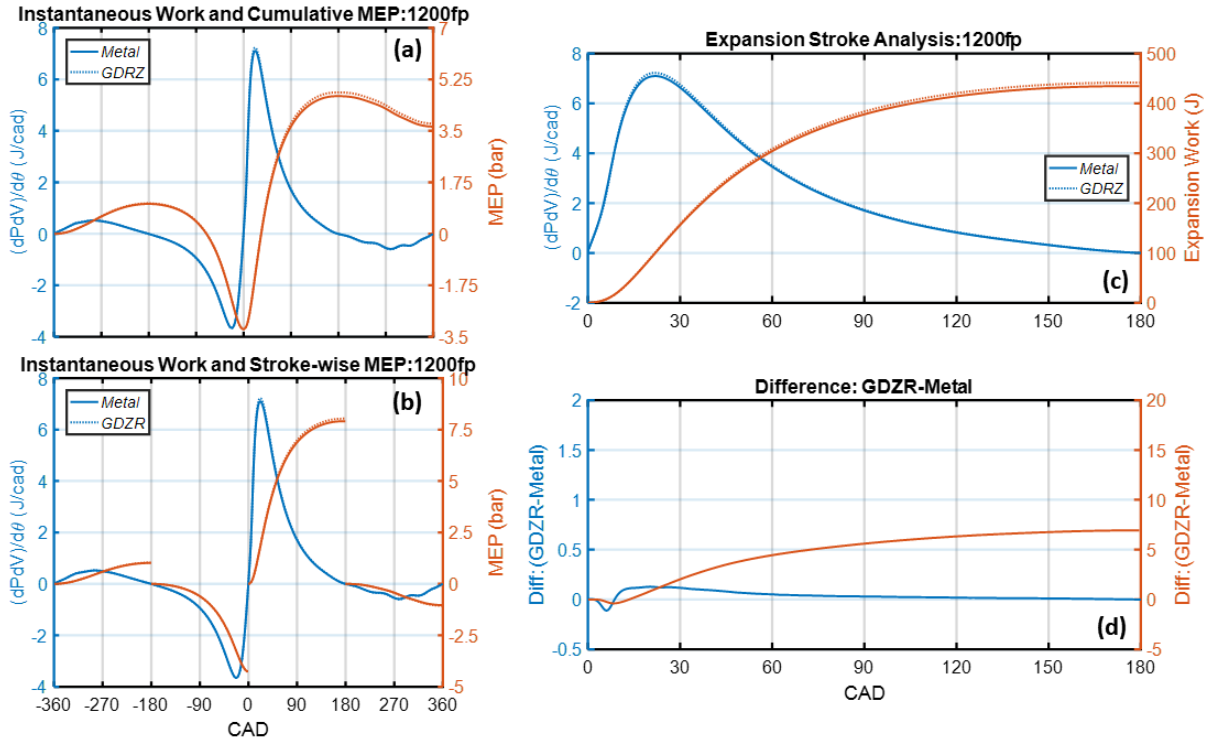 Instantaneous Work and Cumulative MEP:1200fp
(a)
Metal
GDRZ
8
6
4
2
0
-2
-4
(dPdV)/dθ (J/cad)
7
5.25
3.5
1.75
0
-1.75
-3.5
MEP (bar)
Instantaneous Work and Stroke-wise MEP:1200fp
(b)
Metal
GDZR
8
6
4
2
0
-2
-4
(dPdV)/dθ (J/cad)
10
7.5
5
2.5
0
-2.5
-5
MEP (bar)
-360 -270 -180 -90 0 90 180 270 360
CAD
Expansion Stroke Analysis:1200fp
8
6
4
2
0
-2
(dPdV)/dθ (J/cad)
500
400
300
200
100
0
Expansion Work (J)
Metal
GDRZ
(c)
0 30 60 90 120 150 180
Difference: GDZR-Metal
2
1.5
1
0.5
0
-0.5
Diff: (GDZR-Metal)
20
15
10
5
0
-5
Diff: (GDZR-Metal)
(d)
0 30 60 90 120 150 180
CAD